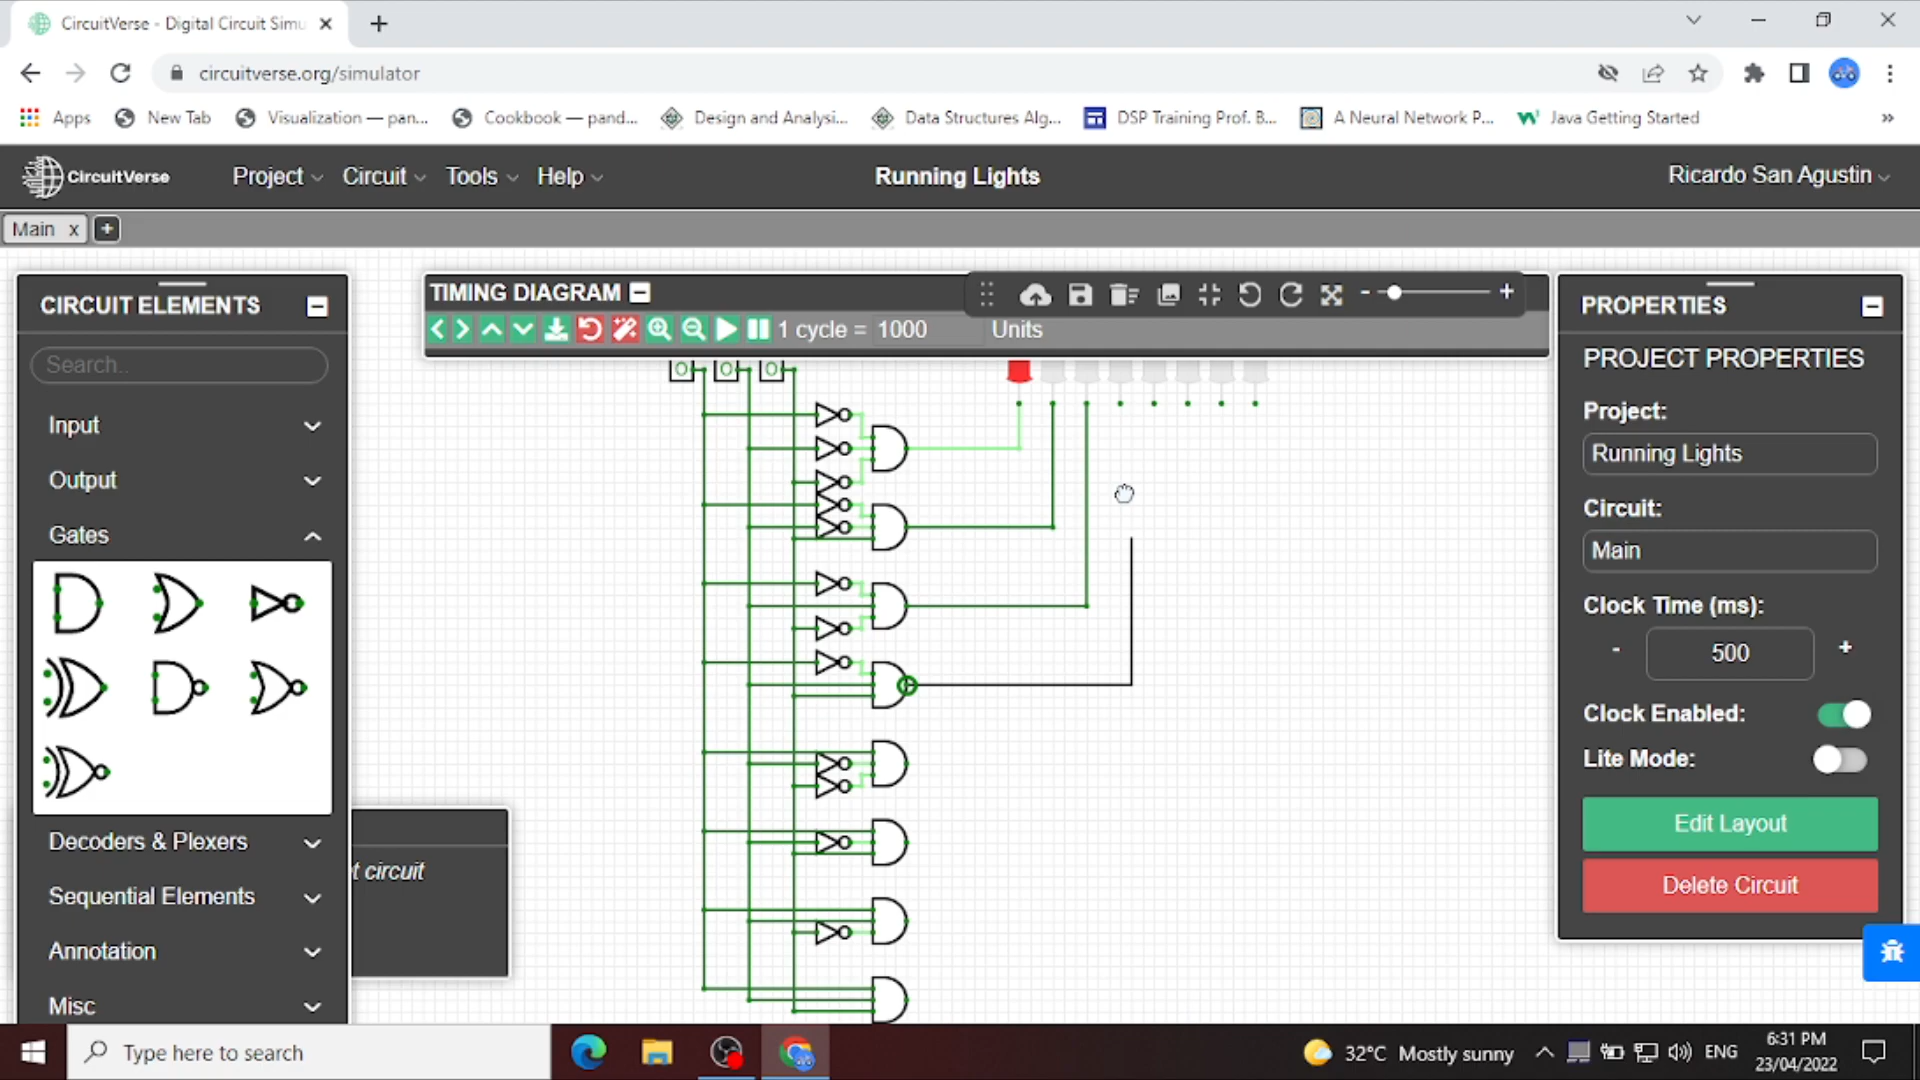 CircuitVerse - Digital Circuit Simu
circuitverse.org/simulator
Apps
New Tab
Visualization — pan...
Cookbook — pand...
Design and Analysi...
Data Structures Alg...
DSP Training Prof. B...
A Neural Network P...
Java Getting Started
»
CircuitVerse
Project
Circuit
Tools
Help
Running Lights
Ricardo San Agustin
Main x
+
CIRCUIT ELEMENTS
Search..
Input
Output
Gates
Decoders & Plexers
Sequential Elements
Annotation
Misc
TIMING DIAGRAM
- +
1 cycle = 1000 Units
0 0 0
t circuit
PROPERTIES
PROJECT PROPERTIES
Project:
Running Lights
Circuit:
Main
Clock Time (ms):
- 500 +
Clock Enabled:
Lite Mode:
Edit Layout
Delete Circuit
Type here to search
32°C Mostly sunny
ENG
6:31 PM
23/04/2022